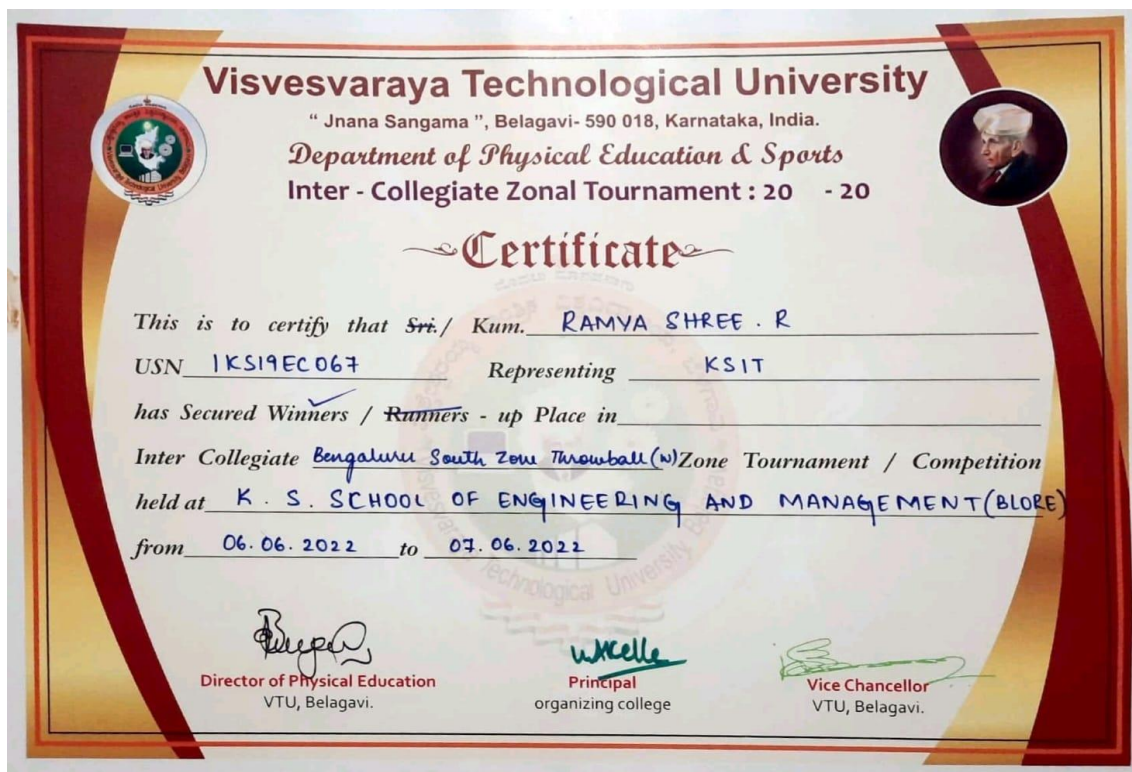 Visvesvaraya Technological University
“ Jnana Sangama ”, Belagavi- 590 018, Karnataka, India.
Department of Physical Education & Sports
Inter - Collegiate Zonal Tournament : 20 - 20
Certificate
This is to certify that Sri./ Kum. RAMYA SHREE . R
USN 1KS19EC067 Representing KSIT
has Secured Winners / Runners - up Place in
Inter Collegiate Bengaluru South Zone Throwball (W) Zone Tournament / Competition
held at K . S . SCHOOL OF ENGINEERING AND MANAGEMENT (BLORE)
from 06.06.2022 to 07.06.2022
Director of Physical Education
VTU, Belagavi.
Principal
organizing college
Vice Chancellor
VTU, Belagavi.